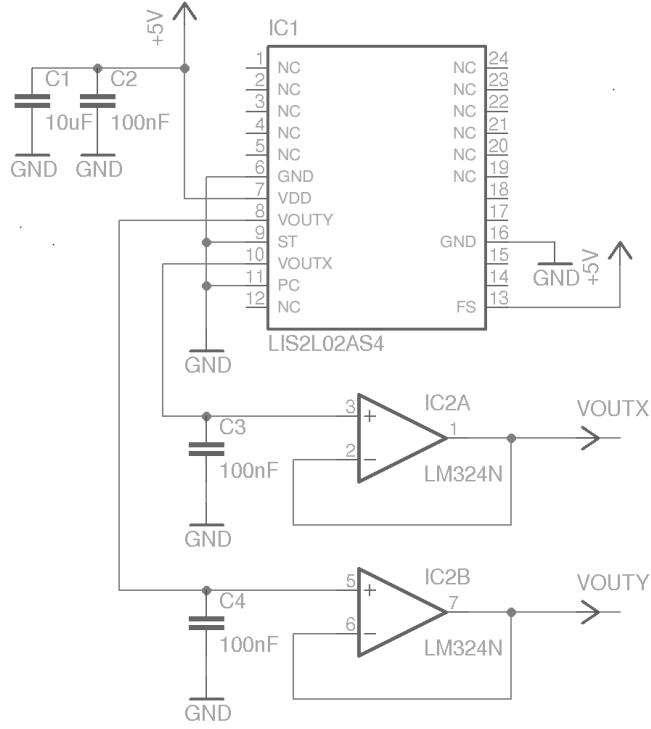 +5V
IC1
C1
C2
10uF
100nF
GND
GND
1 NC NC 24
2 NC NC 23
3 NC NC 22
4 NC NC 21
5 NC NC 20
6 GND NC 19
7 VDD 18
8 VOUTY 17
9 ST GND 16
10 VOUTX 15
11 PC 14
12 NC FS 13
GND
+5V
LIS2L02AS4
GND
IC2A
VOUTX
3 +
1
C3
2 –
100nF
LM324N
GND
IC2B
VOUTY
5 +
7
C4
6 –
100nF
LM324N
GND